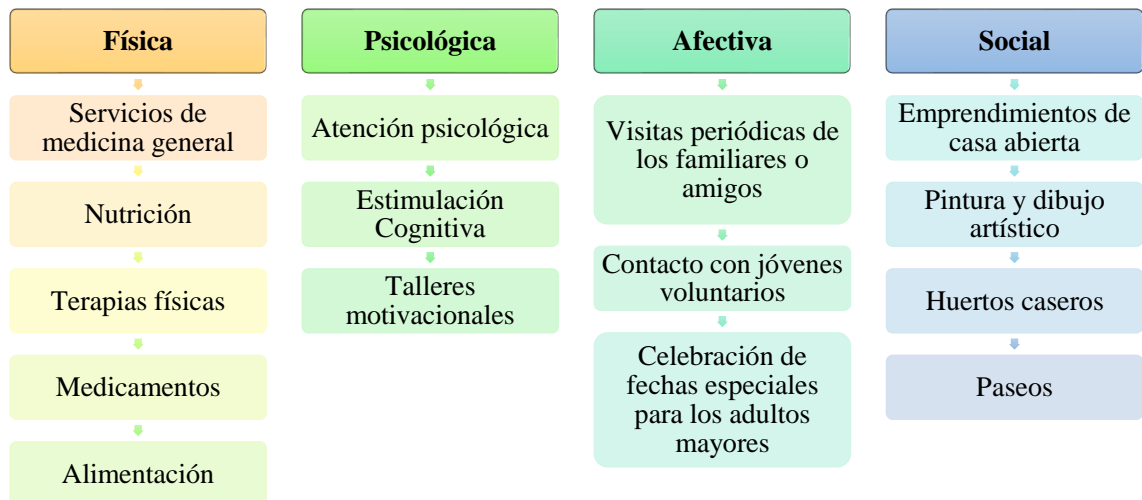 Física
Servicios de
medicina general
Nutrición
Terapias físicas
Medicamentos
Alimentación
Psicológica
Atención psicológica
Estimulación
Cognitiva
Talleres
motivacionales
Afectiva
Visitas periódicas de
los familiares o
amigos
Contacto con jóvenes
voluntarios
Celebración de
fechas especiales
para los adultos
mayores
Social
Emprendimientos de
casa abierta
Pintura y dibujo
artístico
Huertos caseros
Paseos